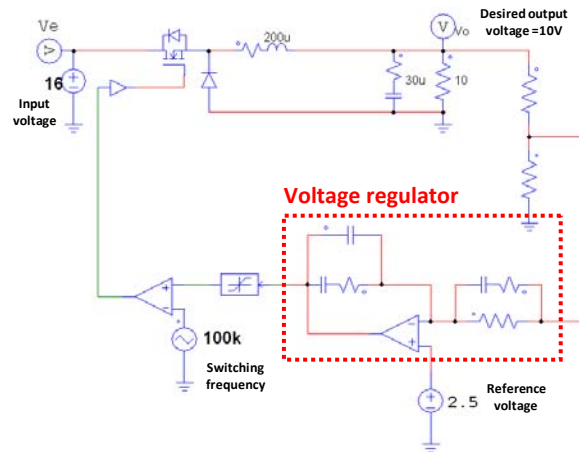 Ve
V
16
Input
voltage
200u
V
Vo
30u
10
Desired output
voltage =10V
Voltage regulator
100k
Switching
frequency
2.5
Reference
voltage